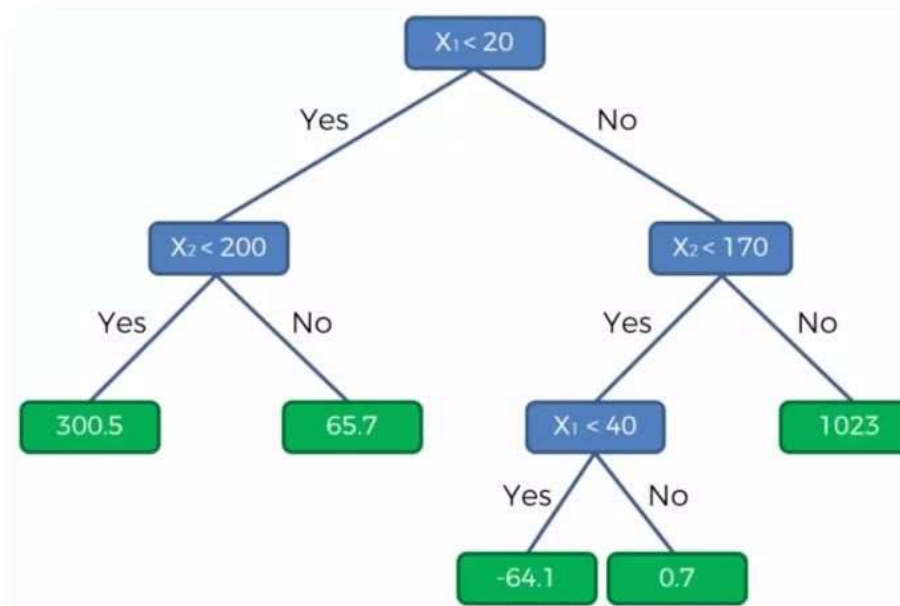 X₁ < 20
Yes
No
X₂ < 200
X₂ < 170
Yes
No
Yes
No
300.5
65.7
X₁ < 40
1023
Yes
No
-64.1
0.7